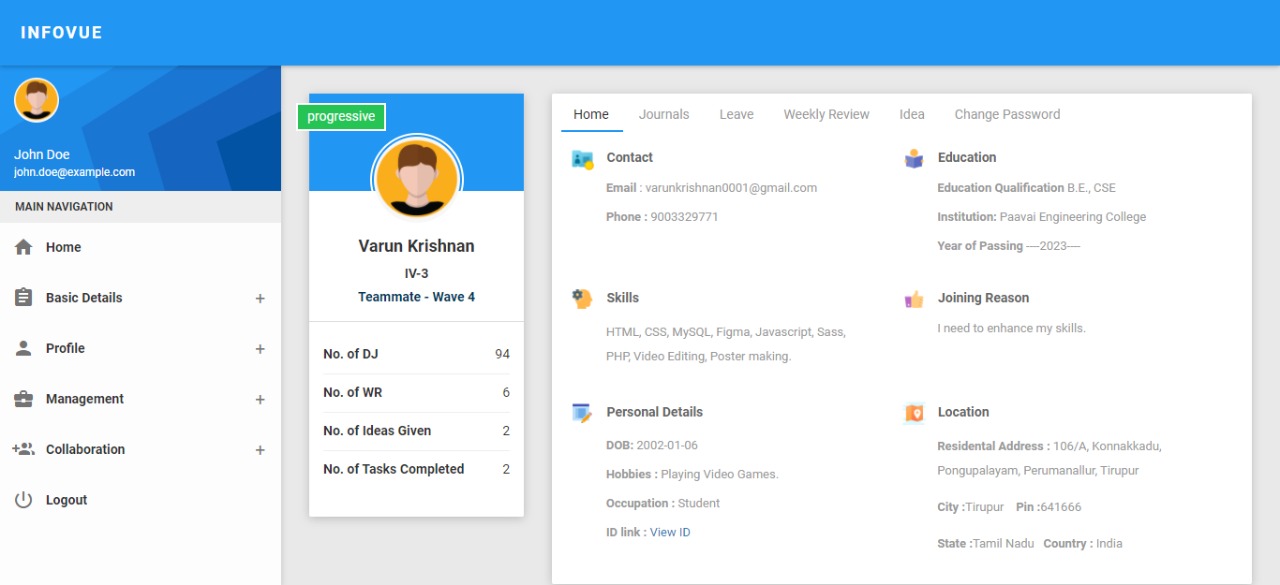 INFOVUE
John Doe
john.doe@example.com
MAIN NAVIGATION
Home
Basic Details +
Profile +
Management +
Collaboration +
Logout
progressive
Varun Krishnan
IV-3
Teammate - Wave 4
No. of DJ 94
No. of WR 6
No. of Ideas Given 2
No. of Tasks Completed 2
Home Journals Leave Weekly Review Idea Change Password
Contact
Email : varunkrishnan0001@gmail.com
Phone : 9003329771
Education
Education Qualification B.E., CSE
Institution: Paavai Engineering College
Year of Passing ----2023----
Skills
HTML, CSS, MySQL, Figma, Javascript, Sass,
PHP, Video Editing, Poster making.
Joining Reason
I need to enhance my skills.
Personal Details
DOB: 2002-01-06
Hobbies : Playing Video Games.
Occupation : Student
ID link : View ID
Location
Residental Address : 106/A, Konnakkadu,
Pongupalayam, Perumanallur, Tirupur
City :Tirupur Pin :641666
State :Tamil Nadu Country : India